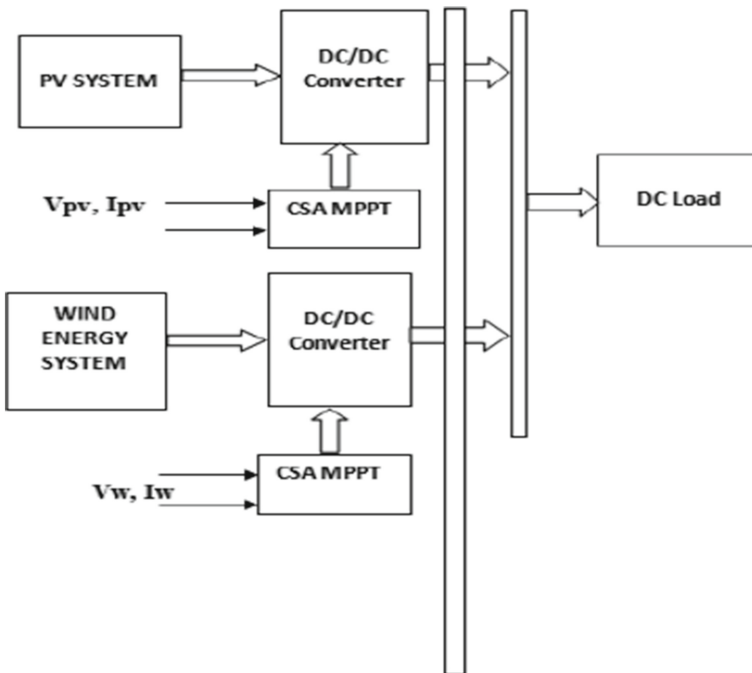 PV SYSTEM
DC/DC
Converter
Vpv, Ipv
CSA MPPT
DC Load
WIND
ENERGY
SYSTEM
DC/DC
Converter
Vw, Iw
CSA MPPT